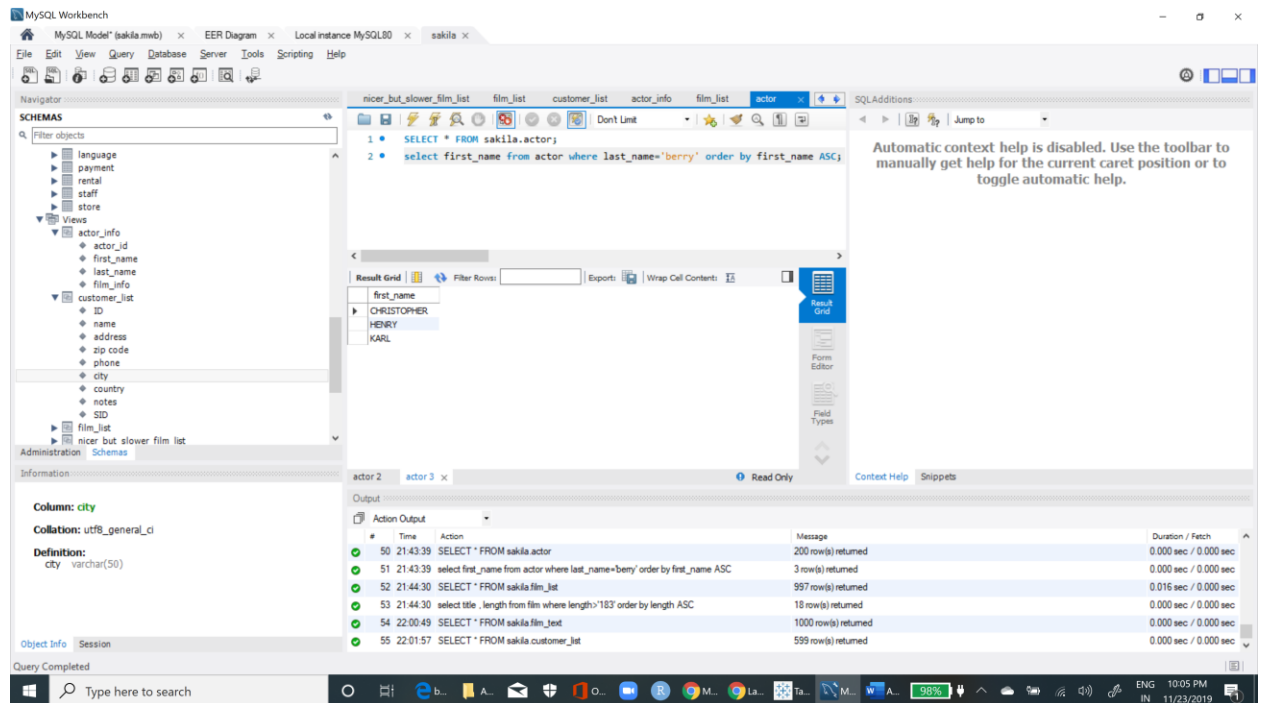 MySQL Workbench
MySQL Model* (sakila.mwb) × EER Diagram × Local instance MySQL80 × sakila ×
File Edit View Query Database Server Tools Scripting Help
Navigator
SCHEMAS
Filter objects
language
payment
rental
staff
store
Views
actor_info
actor_id
first_name
last_name
film_info
customer_list
ID
name
address
zip code
phone
city
country
notes
SID
film_list
nicer_but_slower_film_list
Administration Schemas
Information
Column: city
Collation: utf8_general_ci
Definition:
city varchar(50)
Object Info Session
Query Completed
nicer_but_slower_film_list film_list customer_list actor_info film_list actor ×
Don't Limit
1 SELECT * FROM sakila.actor;
2 select first_name from actor where last_name='berry' order by first_name ASC;
Result Grid Filter Rows: Export: Wrap Cell Content:
first_name
CHRISTOPHER
HENRY
KARL
Result Grid
Form Editor
Field Types
actor 2 actor 3 × Read Only
SQLAdditions
Jump to
Automatic context help is disabled. Use the toolbar to
manually get help for the current caret position or to
toggle automatic help.
Context Help Snippets
Output
Action Output
# Time Action Message Duration / Fetch
50 21:43:39 SELECT * FROM sakila.actor 200 row(s) returned 0.000 sec / 0.000 sec
51 21:43:39 select first_name from actor where last_name='berry' order by first_name ASC 3 row(s) returned 0.000 sec / 0.000 sec
52 21:44:30 SELECT * FROM sakila.film_list 997 row(s) returned 0.016 sec / 0.000 sec
53 21:44:30 select title , length from film where length>'183' order by length ASC 18 row(s) returned 0.000 sec / 0.000 sec
54 22:00:49 SELECT * FROM sakila.film_text 1000 row(s) returned 0.000 sec / 0.000 sec
55 22:01:57 SELECT * FROM sakila.customer_list 599 row(s) returned 0.000 sec / 0.000 sec
Type here to search b... A... O... M... La... Ta... M... A... 98% ENG 10:05 PM
IN 11/23/2019